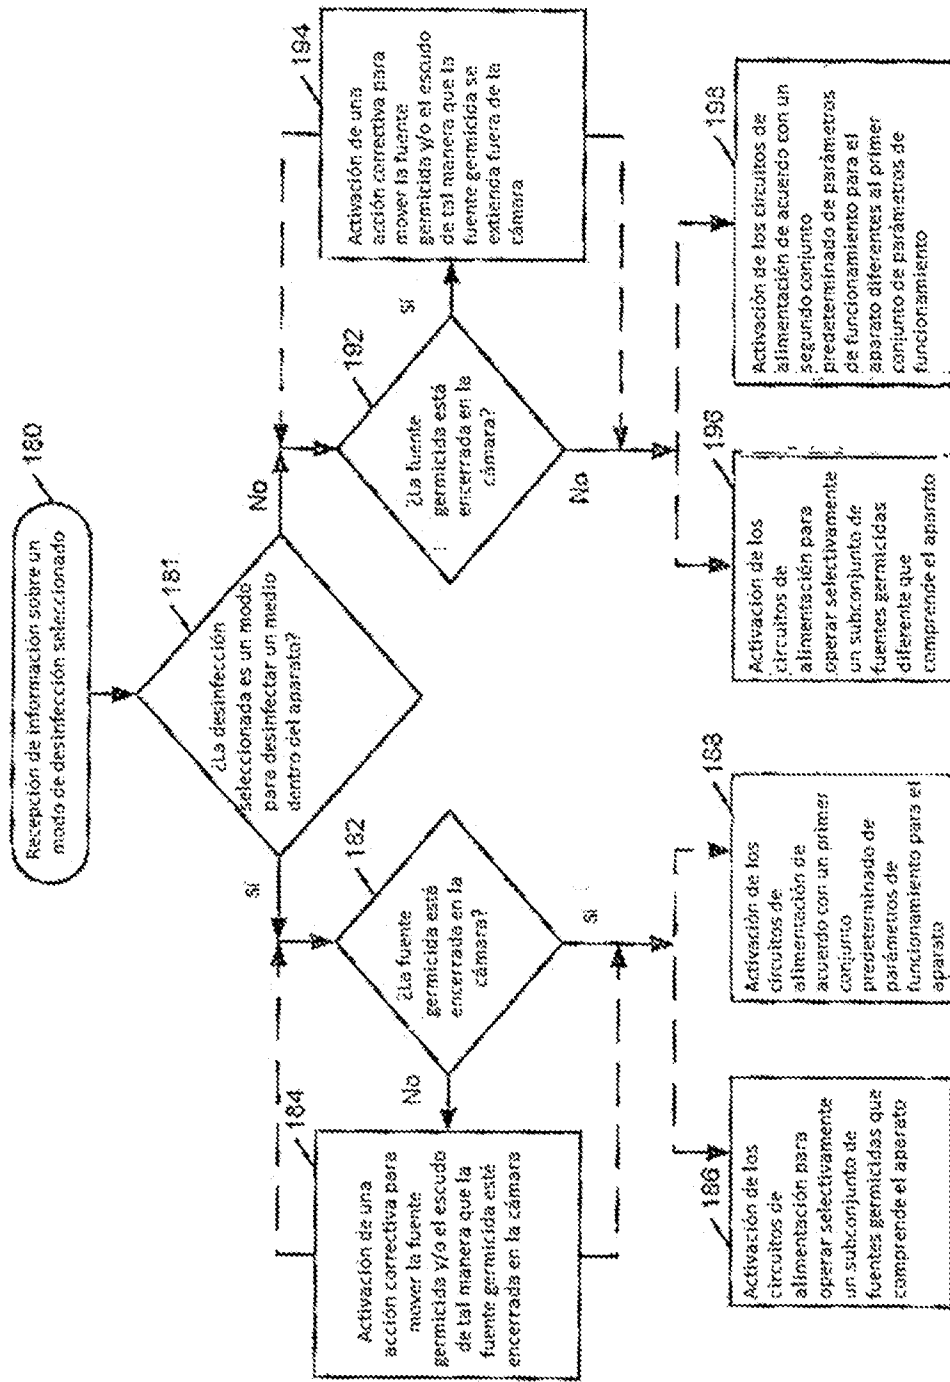 Recepción de información sobre un
modo de desinfección seleccionado
180
181
¿La desinfección
seleccionada es un modo
para desinfectar un medio
dentro del aparato?
sí
No
182
¿La fuente
germicida está
encerrada en la
cámara?
No
sí
184
Activación de una
acción correctiva para
mover la fuente
germicida y/o el escudo
de tal manera que la
fuente germicida esté
encerrada en la cámara
186
Activación de los
circuitos de
alimentación para
operar selectivamente
un subconjunto de
fuentes germicidas que
comprende el aparato
188
Activación de los
circuitos de
alimentación de
acuerdo con un primer
conjunto
predeterminado de
parámetros de
funcionamiento para el
aparato
192
¿La fuente
germicida está
encerrada en la
cámara?
sí
No
194
Activación de una
acción correctiva para
mover la fuente
germicida y/o el escudo
de tal manera que la
fuente germicida se
extienda fuera de la
cámara
196
Activación de los
circuitos de
alimentación para
operar selectivamente
un subconjunto de
fuentes germicidas
diferente que
comprende el aparato
198
Activación de los circuitos de
alimentación de acuerdo con un
segundo conjunto
predeterminado de parámetros
de funcionamiento para el
aparato diferentes al primer
conjunto de parámetros de
funcionamiento